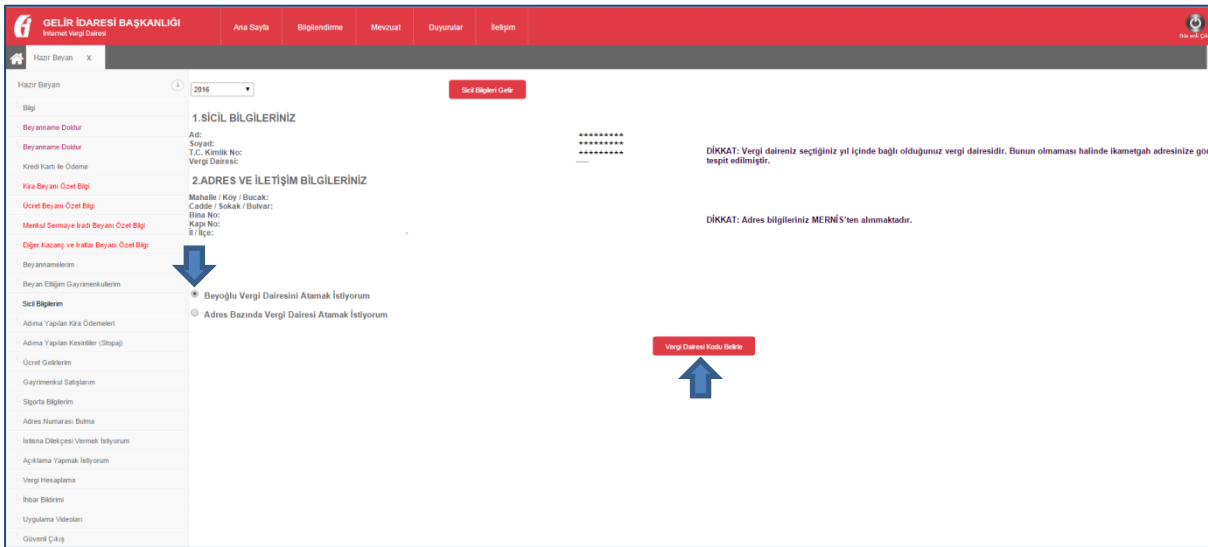 GELİR İDARESİ BAŞKANLIĞI
İnternet Vergi Dairesi
Ana Sayfa Bilgilendirme Mevzuat Duyurular İletişim
Güvenli Çık
Hazır Beyan X
Hazır Beyan
2016 Sicil Bilgileri Getir
Bilgi
1.SİCİL BİLGİLERİNİZ
Beyanname Doldur
Ad: *********
Soyad: *********
T.C. Kimlik No: *********
Vergi Dairesi: -----
DİKKAT: Vergi daireniz seçtiğiniz yıl içinde bağlı olduğunuz vergi dairesidir. Bunun olmaması halinde ikametgah adresinize gör
tespit edilmiştir.
Beyanname Doldur
Kredi Kartı ile Ödeme
2.ADRES VE İLETİŞİM BİLGİLERİNİZ
Kira Beyanı Özet Bilgi
Mahalle / Köy / Bucak:
Cadde / Sokak / Bulvar:
Bina No:
Kapı No:
İl / İlçe: -
DİKKAT: Adres bilgileriniz MERNİS'ten alınmaktadır.
Ücret Beyanı Özet Bilgi
Menkul Sermaye İradı Beyanı Özet Bilgi
Diğer Kazanç ve İratlar Beyanı Özet Bilgi
Beyannamelerim
Beyan Ettiğim Gayrimenkullerim
Beyoğlu Vergi Dairesini Atamak İstiyorum
Sicil Bilgilerim
Adres Bazında Vergi Dairesi Atamak İstiyorum
Adıma Yapılan Kira Ödemeleri
Adıma Yapılan Kesintiler (Stopaj)
Vergi Dairesi Kodu Belirle
Ücret Gelirlerim
Gayrimenkul Satışlarım
Sigorta Bilgilerim
Adres Numarası Bulma
İstisna Dilekçesi Vermek İstiyorum
Açıklama Yapmak İstiyorum
Vergi Hesaplama
İhbar Bildirimi
Uygulama Videoları
Güvenli Çıkış